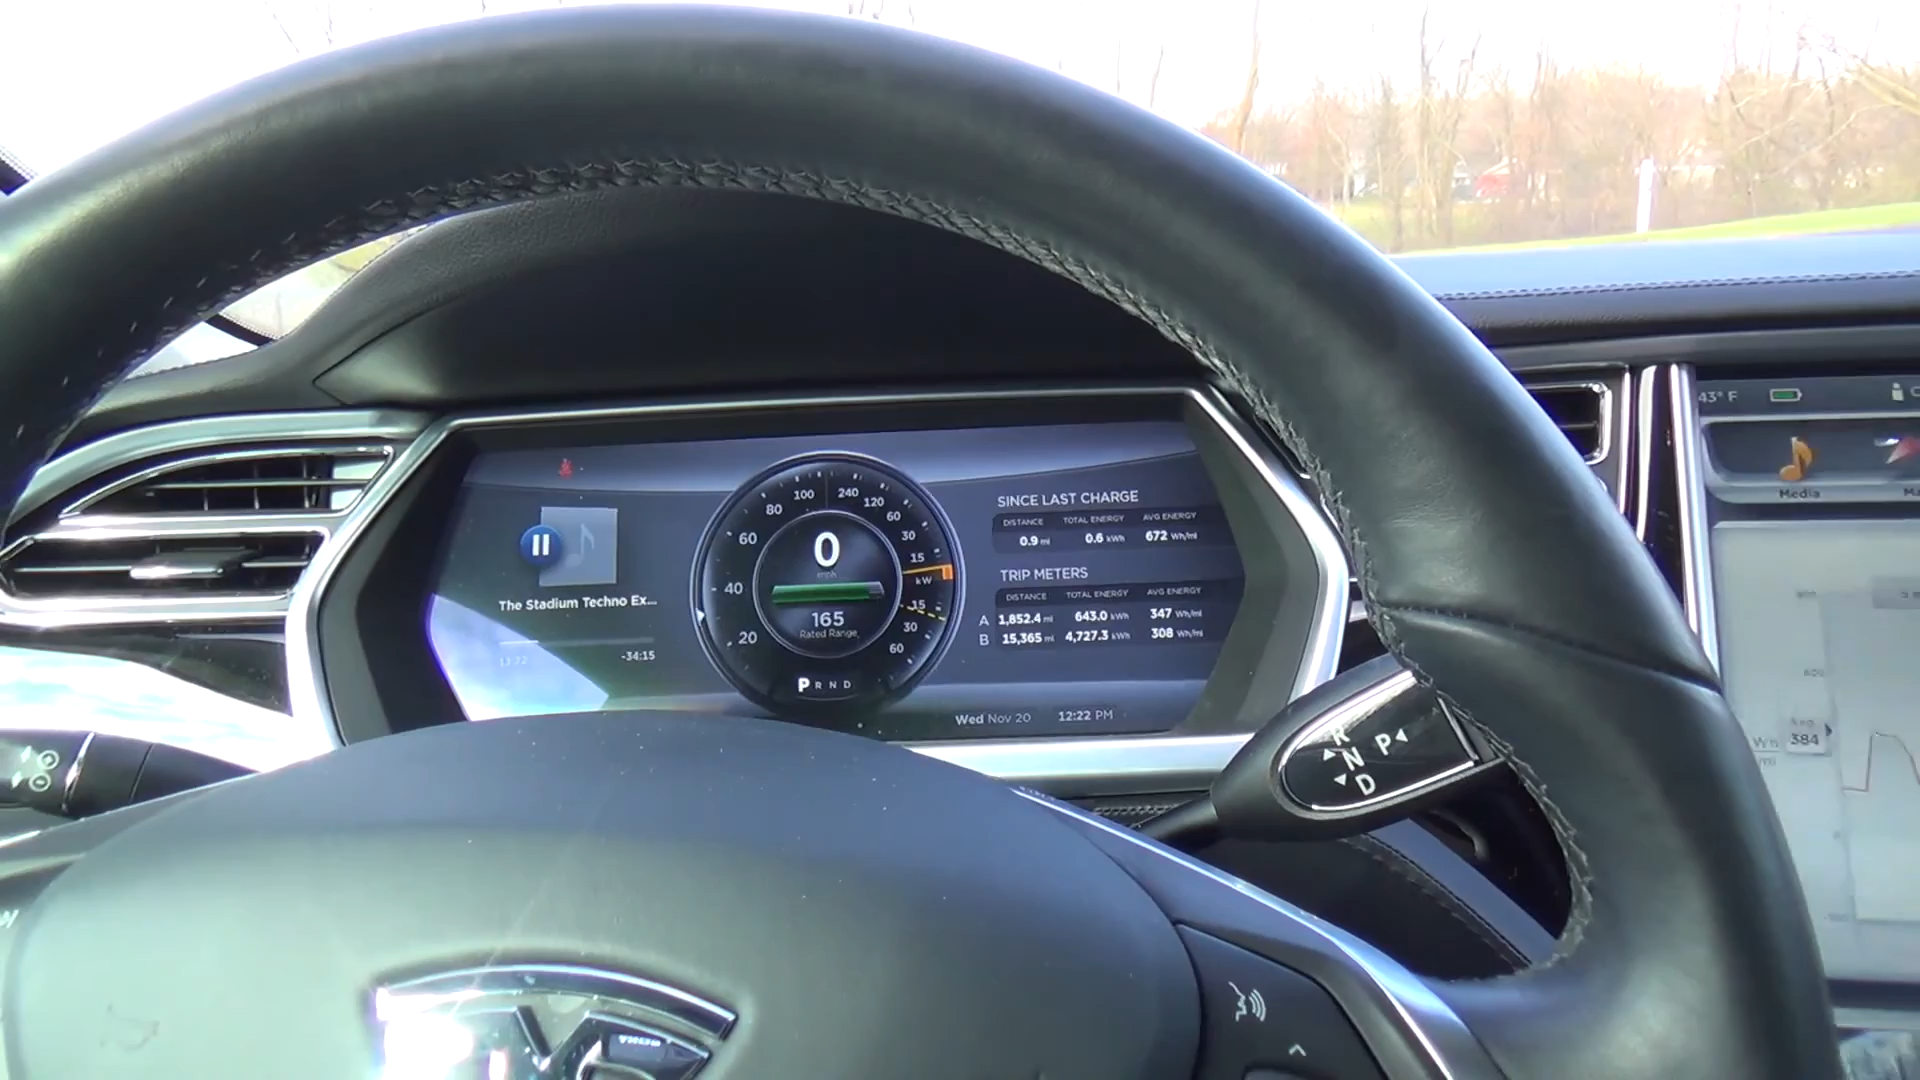 43° F
Media
SINCE LAST CHARGE
DISTANCE TOTAL ENERGY AVG ENERGY
0.9 mi 0.6 kWh 672 Wh/mi
TRIP METERS
DISTANCE TOTAL ENERGY AVG ENERGY
A 1,852.4 mi 643.0 kWh 347 Wh/mi
B 15,365 mi 4,727.3 kWh 308 Wh/mi
The Stadium Techno Ex...
-34:15
100 240
80 120
60 60
30
15
40 kW
15
20 30
60
0
mph
165
Rated Range
P R N D
Wed Nov 20 12:22 PM
R
N P
D
Avg
384